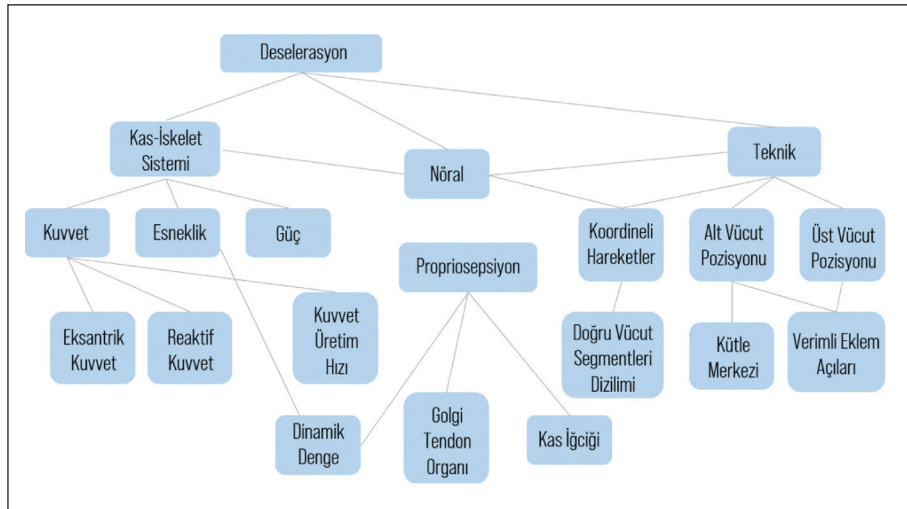 Deselerasyon
Kas-İskelet
Sistemi
Nöral
Teknik
Kuvvet
Esneklik
Güç
Koordineli
Hareketler
Alt Vücut
Pozisyonu
Üst Vücut
Pozisyonu
Propriosepsiyon
Eksantrik
Kuvvet
Reaktif
Kuvvet
Kuvvet
Üretim
Hızı
Doğru Vücut
Segmentleri
Dizilimi
Kütle
Merkezi
Verimli Eklem
Açıları
Dinamik
Denge
Golgi
Tendon
Organı
Kas İğciği